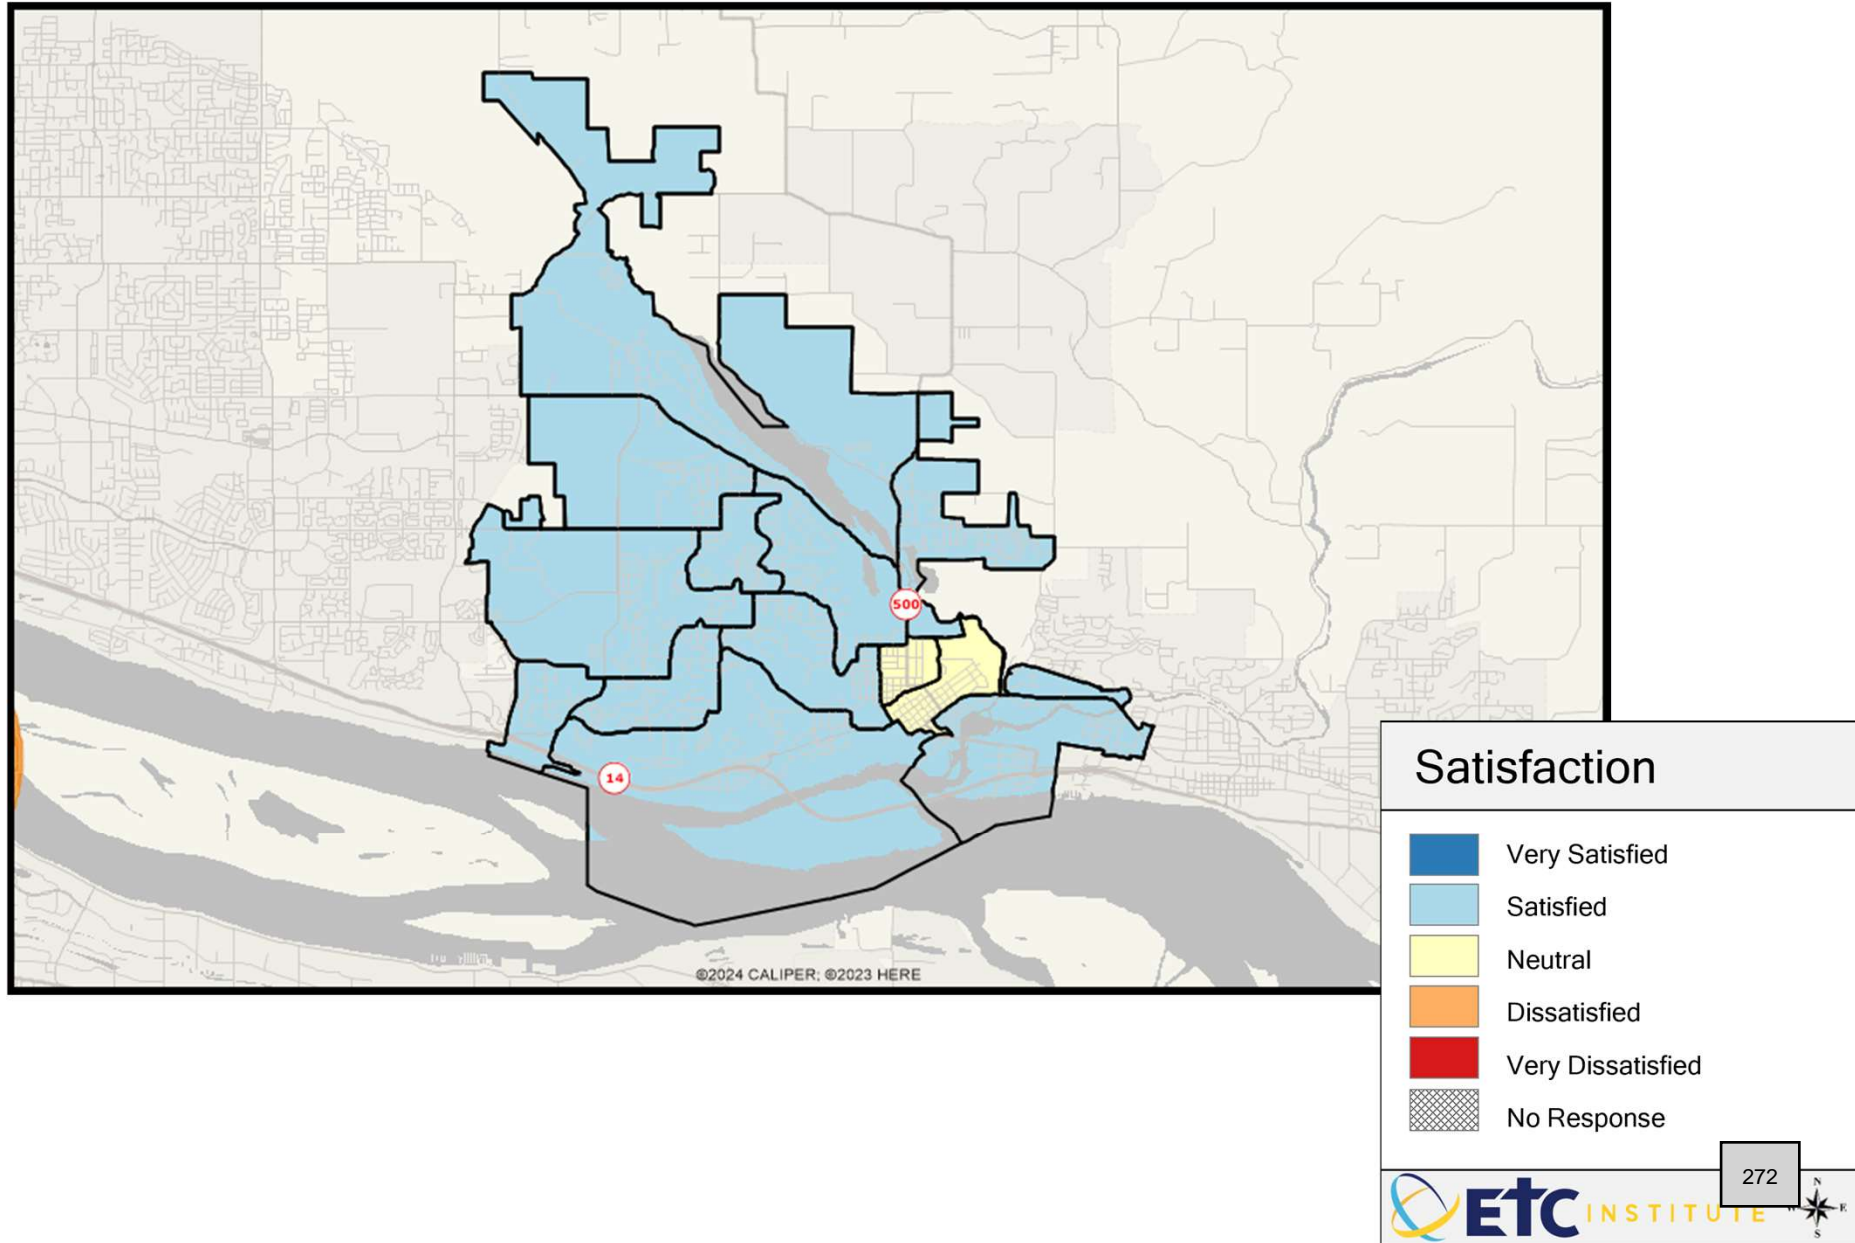 500
14
©2024 CALIPER; ©2023 HERE
Satisfaction
Very Satisfied
Satisfied
Neutral
Dissatisfied
Very Dissatisfied
No Response
272
ETC INSTITUTE
N
W E
S